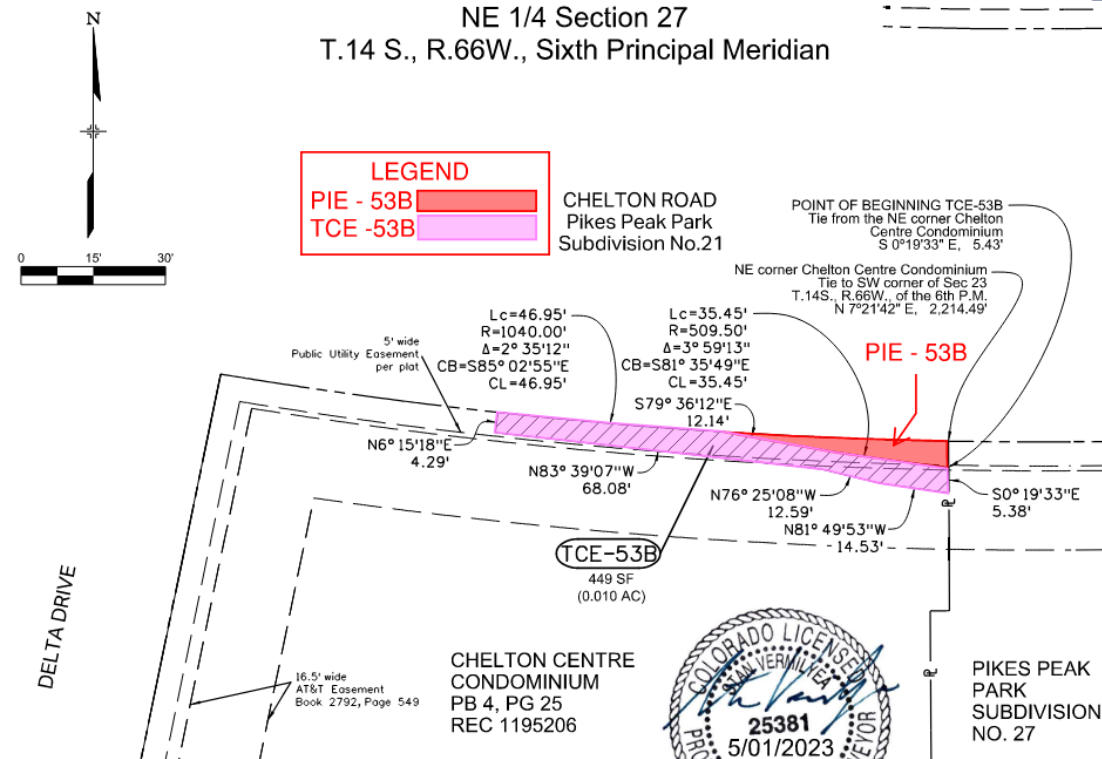 NE 1/4 Section 27
T.14 S., R.66W., Sixth Principal Meridian
N
0 15' 30'
LEGEND
PIE - 53B
TCE -53B
CHELTON ROAD
Pikes Peak Park
Subdivision No.21
POINT OF BEGINNING TCE-53B
Tie from the NE corner Chelton
Centre Condominium
S 0°19'33" E, 5.43'
NE corner Chelton Centre Condominium
Tie to SW corner of Sec 23
T.14S., R.66W., of the 6th P.M.
N 7°21'42" E, 2,214.49'
5' wide
Public Utility Easement
per plat
Lc=46.95'
R=1040.00'
Δ=2° 35'12"
CB=S85° 02'55"E
CL=46.95'
Lc=35.45'
R=509.50'
Δ=3° 59'13"
CB=S81° 35'49"E
CL=35.45'
PIE - 53B
S79° 36'12"E
12.14'
N6° 15'18"E
4.29'
N83° 39'07"W
68.08'
N76° 25'08"W
12.59'
N81° 49'53"W
14.53'
S0° 19'33"E
5.38'
TCE-53B
449 SF
(0.010 AC)
DELTA DRIVE
16.5' wide
AT&T Easement
Book 2792, Page 549
CHELTON CENTRE
CONDOMINIUM
PB 4, PG 25
REC 1195206
COLORADO LICENSED
STAN VERMILYEA
25381
5/01/2023
PIKES PEAK
PARK
SUBDIVISION
NO. 27